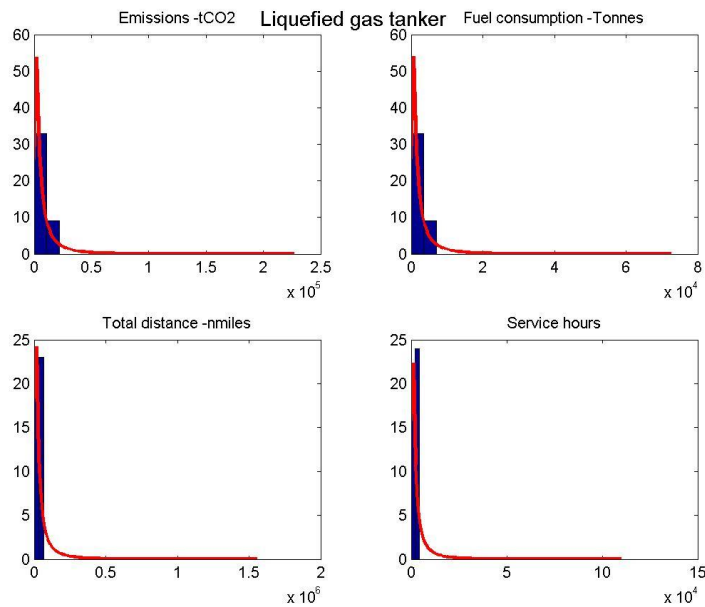 Emissions -tCO2 Liquefied gas tanker Fuel consumption -Tonnes
60 60
50 50
40 40
30 30
20 20
10 10
0 0
0 0.5 1 1.5 2 2.5 0 2 4 6 8
x 10^5 x 10^4
Total distance -nmiles Service hours
25 25
20 20
15 15
10 10
5 5
0 0
0 0.5 1 1.5 2 0 5 10 15
x 10^6 x 10^4